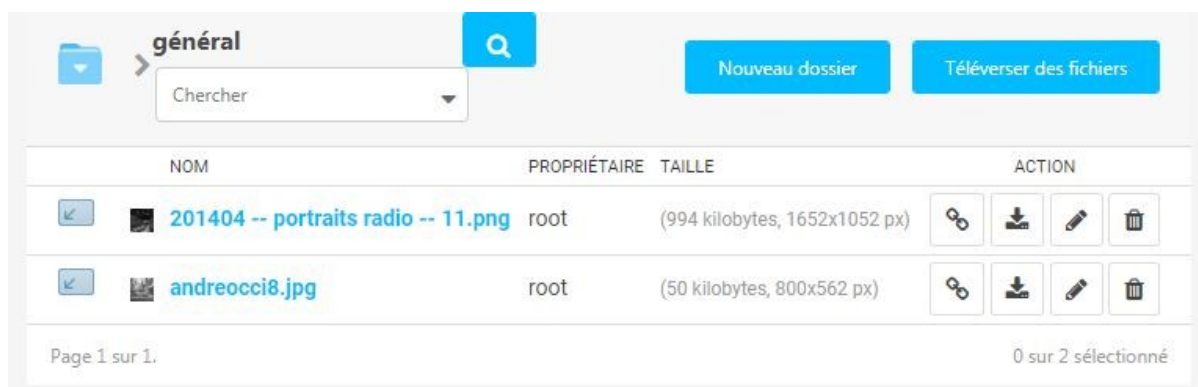 général
Chercher
Nouveau dossier
Téléverser des fichiers
NOM PROPRIÉTAIRE TAILLE ACTION
201404 -- portraits radio -- 11.png root (994 kilobytes, 1652x1052 px)
andreocci8.jpg root (50 kilobytes, 800x562 px)
Page 1 sur 1. 0 sur 2 sélectionné